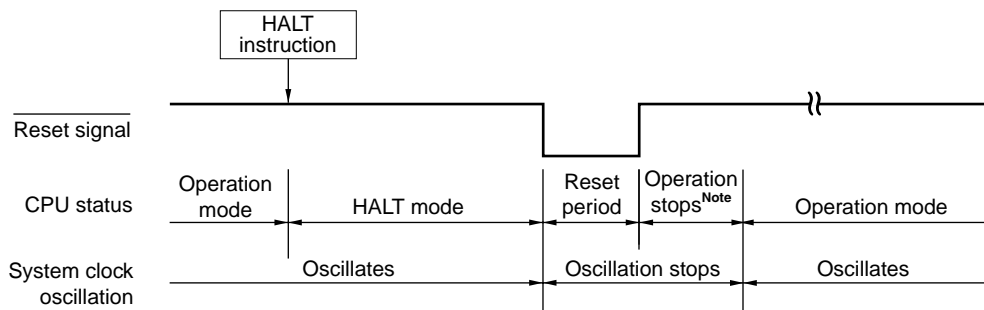 HALT
instruction
Reset signal
CPU status
Operation
mode
HALT mode
Reset
period
Operation
stopsNote
Operation mode
System clock
oscillation
Oscillates
Oscillation stops
Oscillates